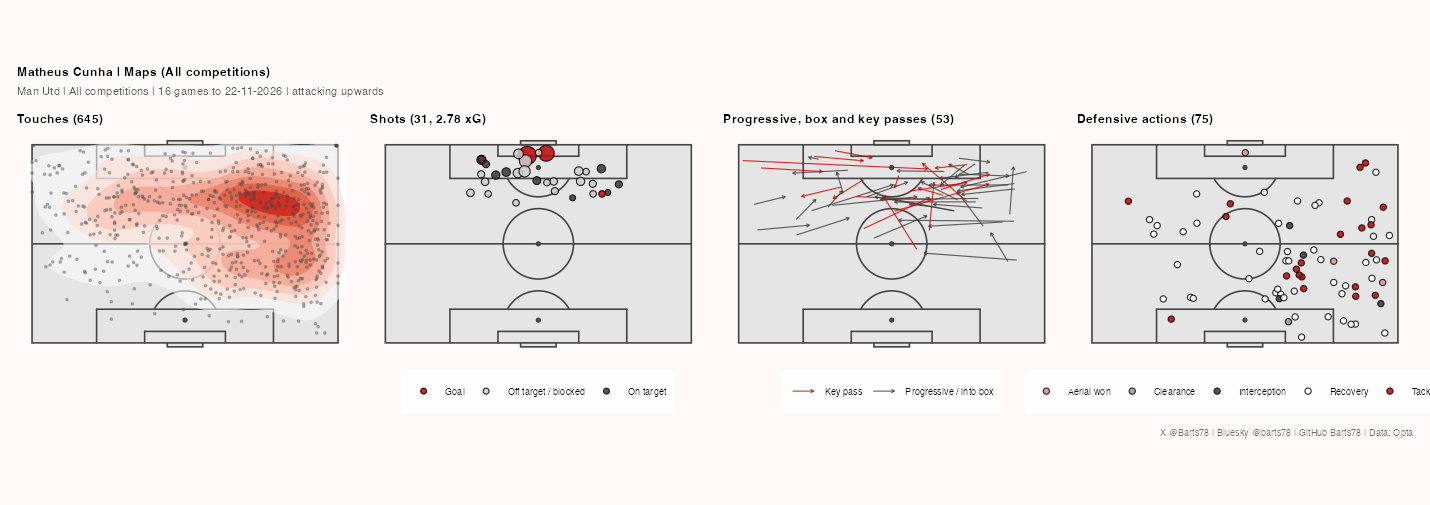 Matheus Cunha | Maps (All competitions)
Man Utd | All competitions | 16 games to 22-11-2026 | attacking upwards
Touches (645)
Shots (31, 2.78 xG)
Progressive, box and key passes (53)
Defensive actions (75)
Goal
Off target / blocked
On target
Key pass
Progressive / Into box
Aerial won
Clearance
Interception
Recovery
Tack
X @Barts78 | Bluesky @barts78 | GitHub Barts78 | Data: Opta